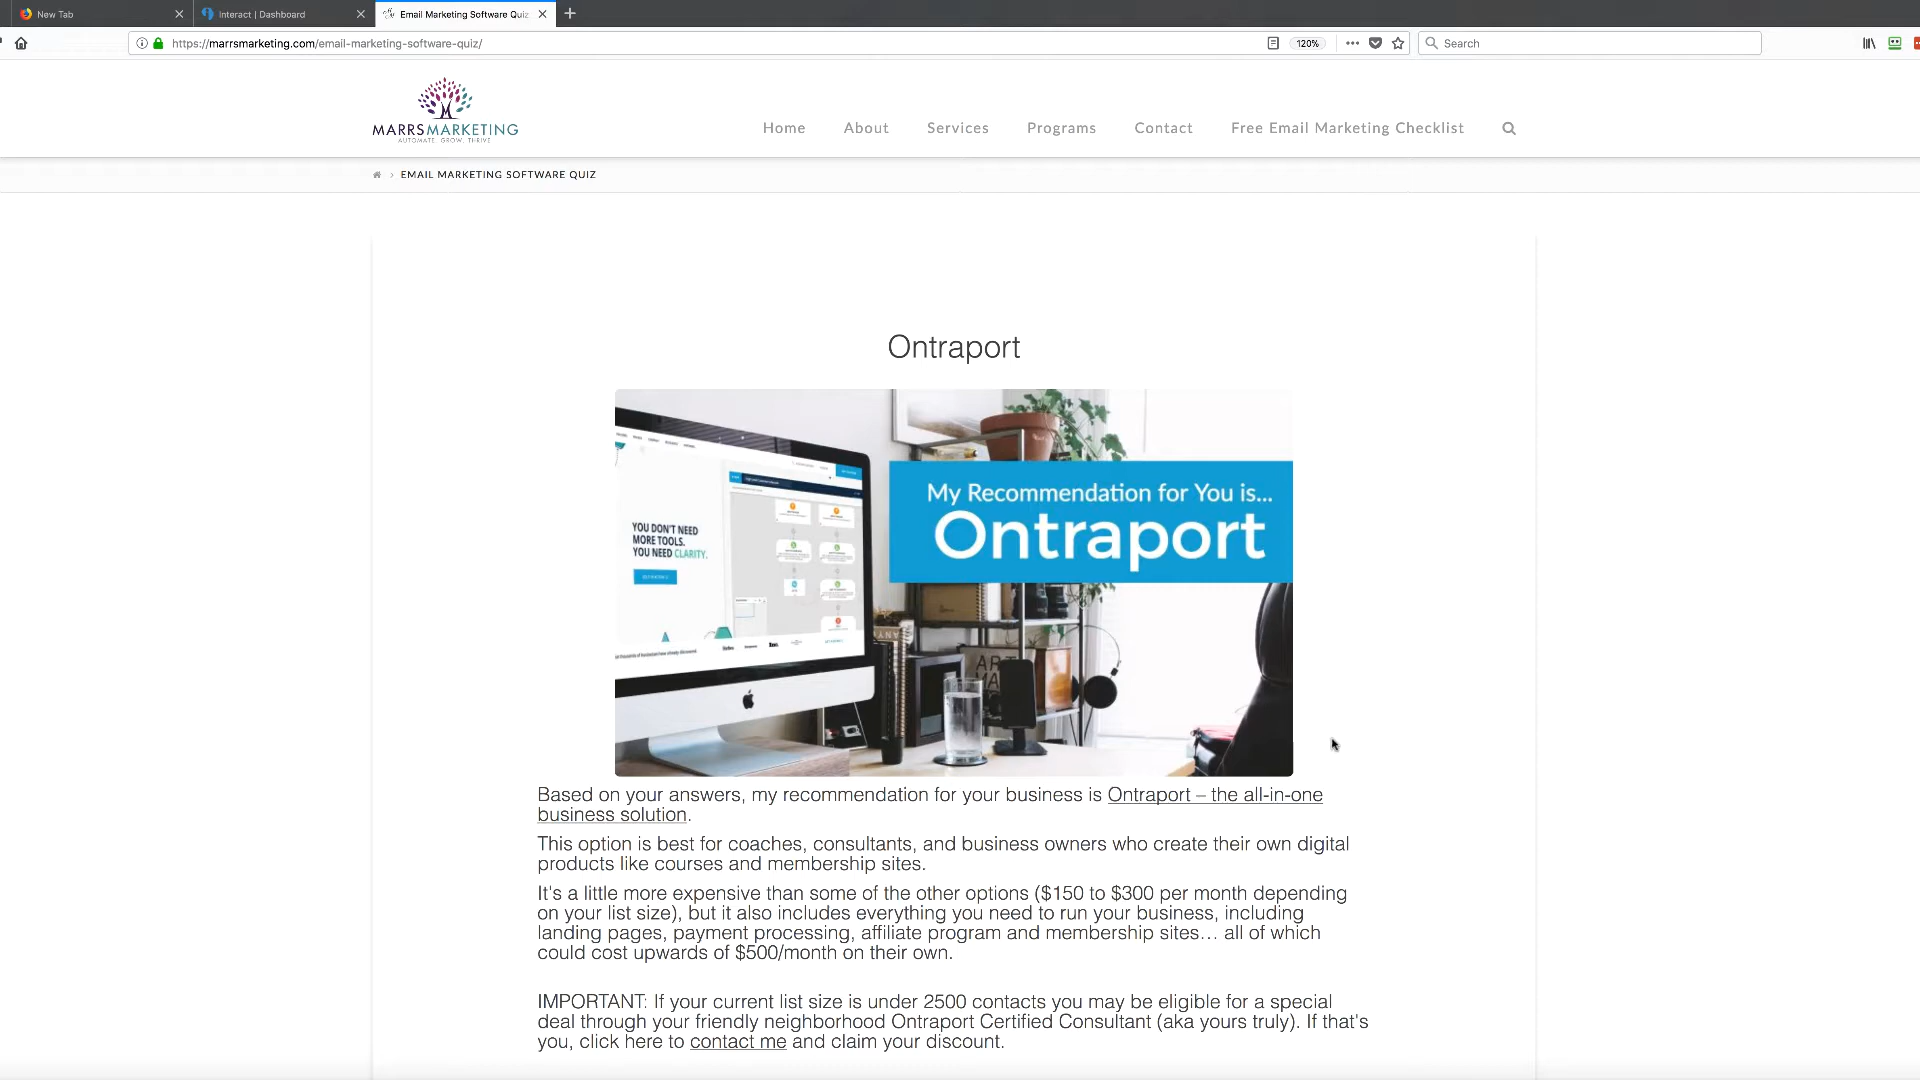 New Tab
Interact | Dashboard
Email Marketing Software Quiz
https://marrsmarketing.com/email-marketing-software-quiz/
120%
Search
MARRSMARKETING
AUTOMATE. GROW. THRIVE.
Home
About
Services
Programs
Contact
Free Email Marketing Checklist
EMAIL MARKETING SOFTWARE QUIZ
Ontraport
My Recommendation for You is...
Ontraport
YOU DON'T NEED
MORE TOOLS.
YOU NEED CLARITY.
Based on your answers, my recommendation for your business is Ontraport – the all-in-one
business solution.
This option is best for coaches, consultants, and business owners who create their own digital
products like courses and membership sites.
It's a little more expensive than some of the other options ($150 to $300 per month depending
on your list size), but it also includes everything you need to run your business, including
landing pages, payment processing, affiliate program and membership sites… all of which
could cost upwards of $500/month on their own.
IMPORTANT: If your current list size is under 2500 contacts you may be eligible for a special
deal through your friendly neighborhood Ontraport Certified Consultant (aka yours truly). If that's
you, click here to contact me and claim your discount.